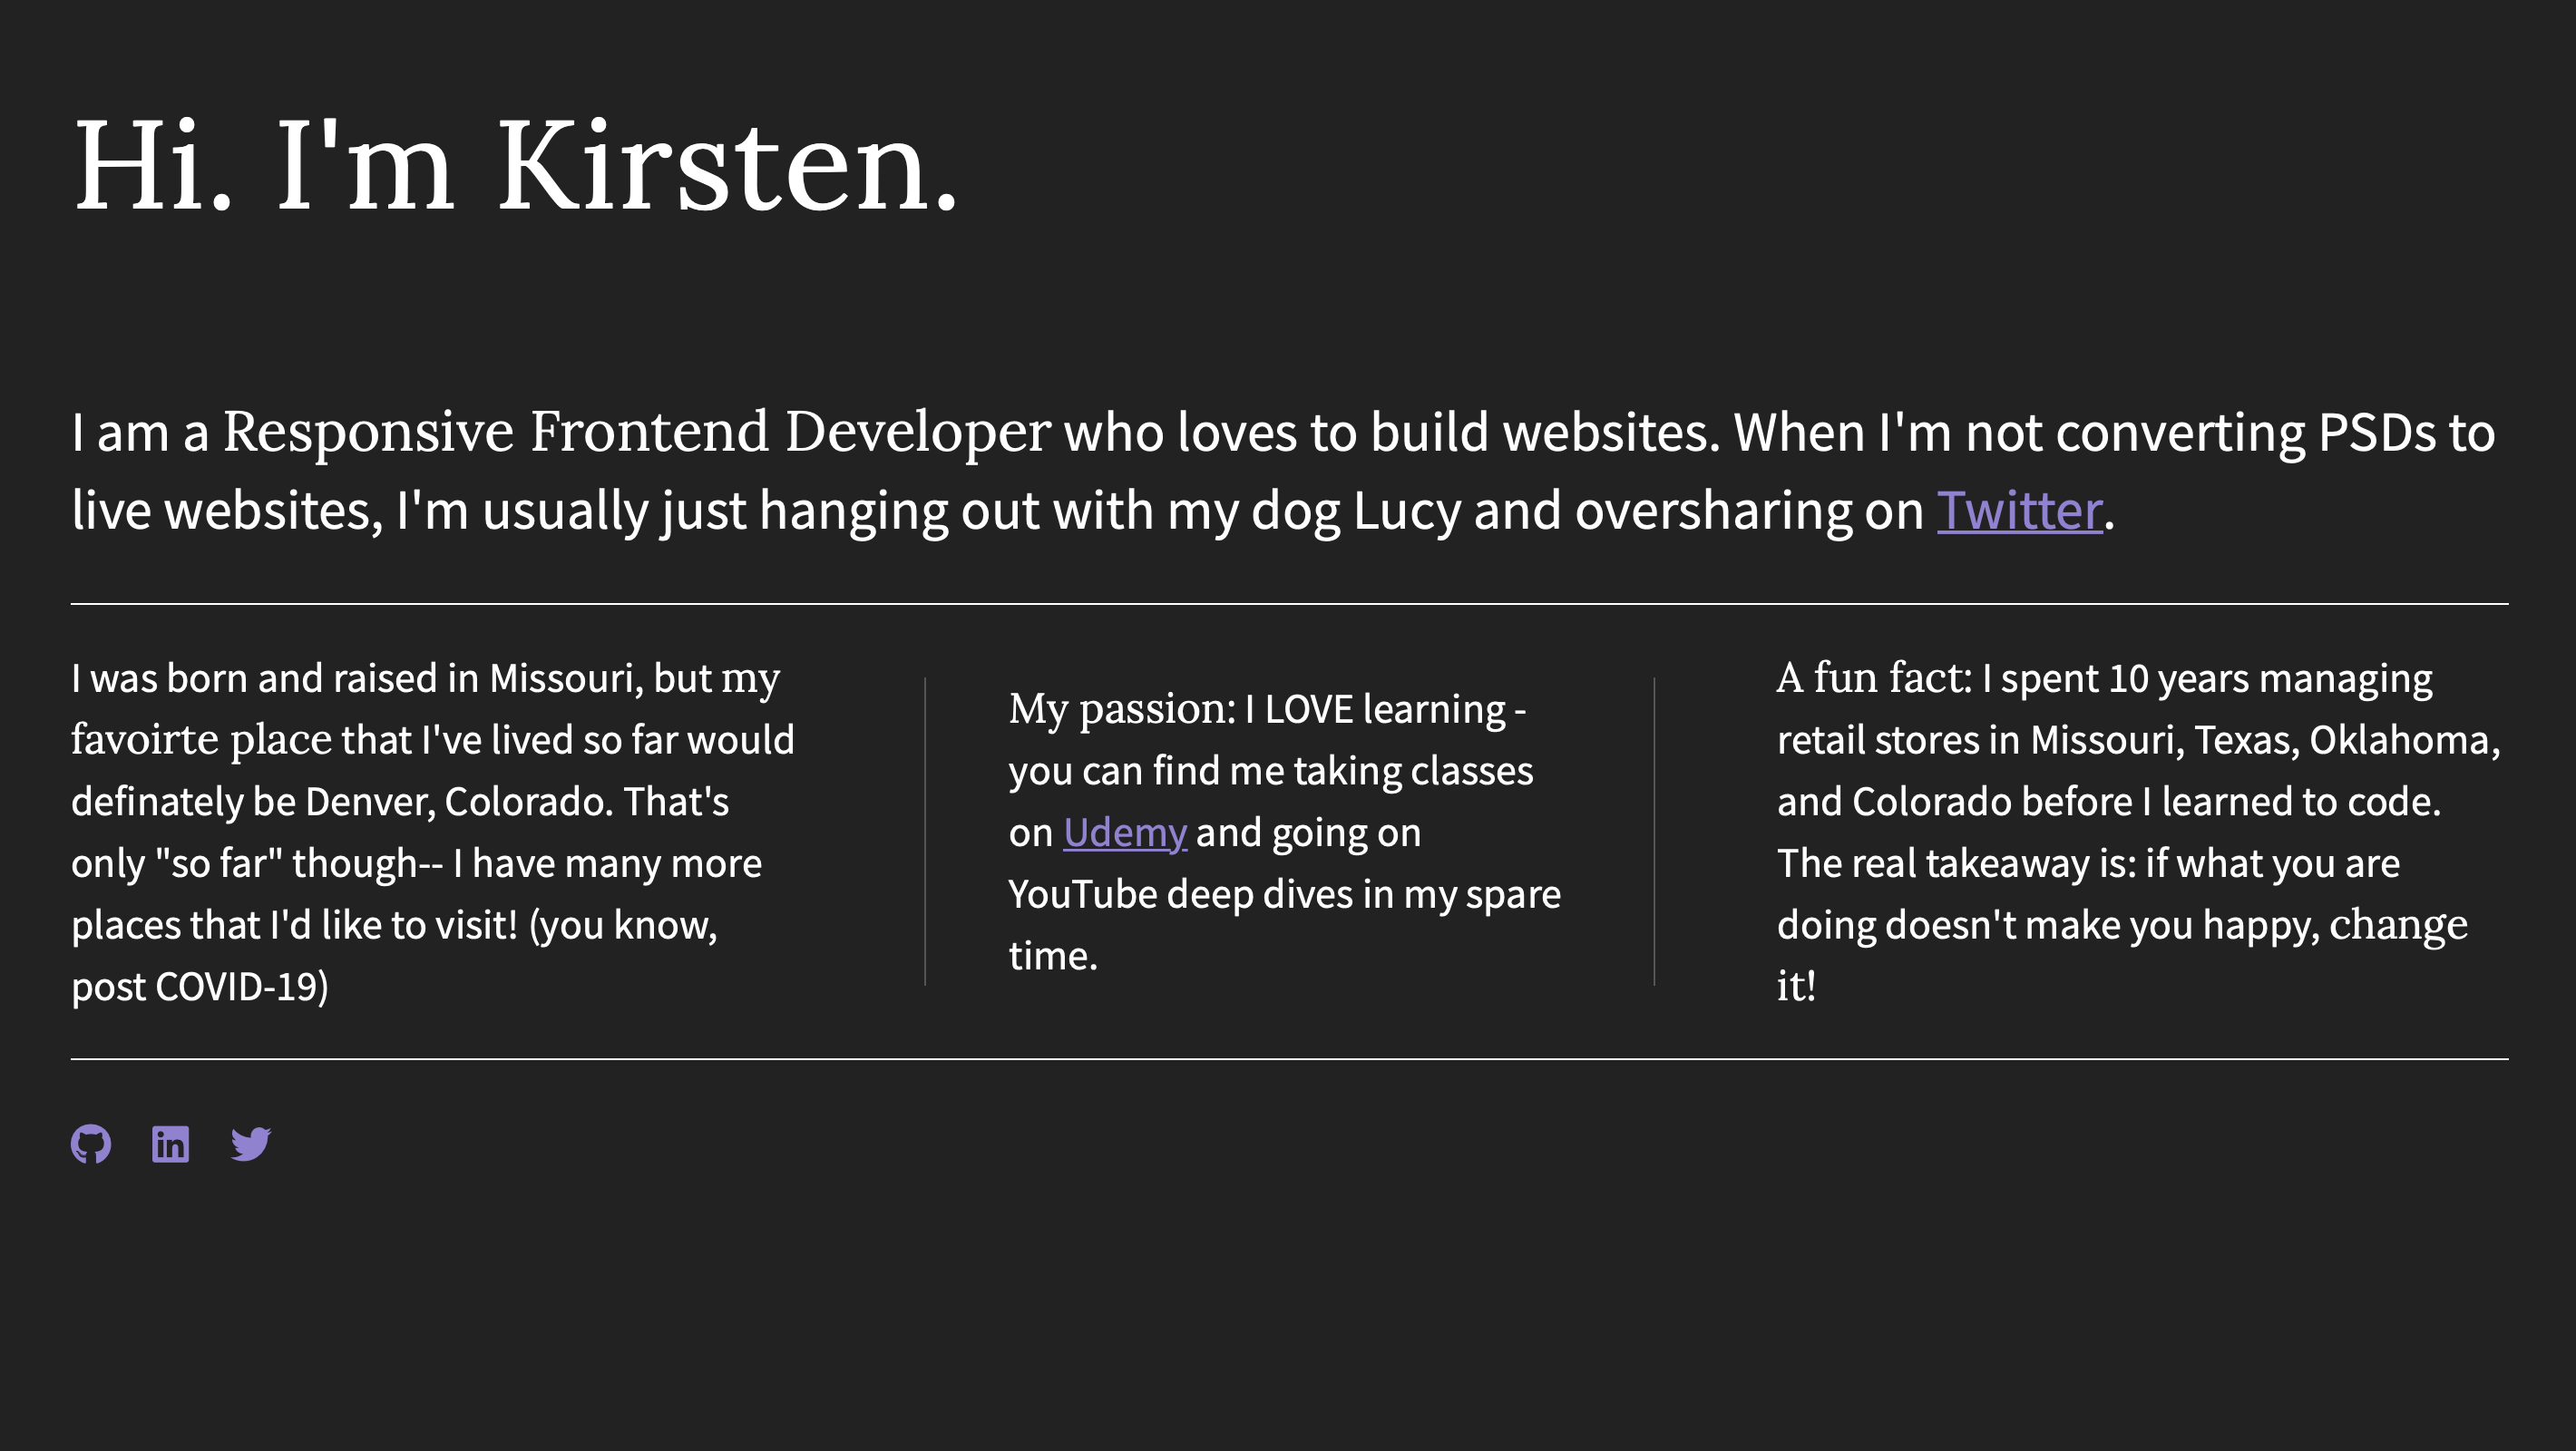 Hi. I'm Kirsten.
I am a Responsive Frontend Developer who loves to build websites. When I'm not converting PSDs to
live websites, I'm usually just hanging out with my dog Lucy and oversharing on Twitter.
I was born and raised in Missouri, but my
favoirte place that I've lived so far would
definately be Denver, Colorado. That's
only "so far" though-- I have many more
places that I'd like to visit! (you know,
post COVID-19)
My passion: I LOVE learning -
you can find me taking classes
on Udemy and going on
YouTube deep dives in my spare
time.
A fun fact: I spent 10 years managing
retail stores in Missouri, Texas, Oklahoma,
and Colorado before I learned to code.
The real takeaway is: if what you are
doing doesn't make you happy, change
it!
in